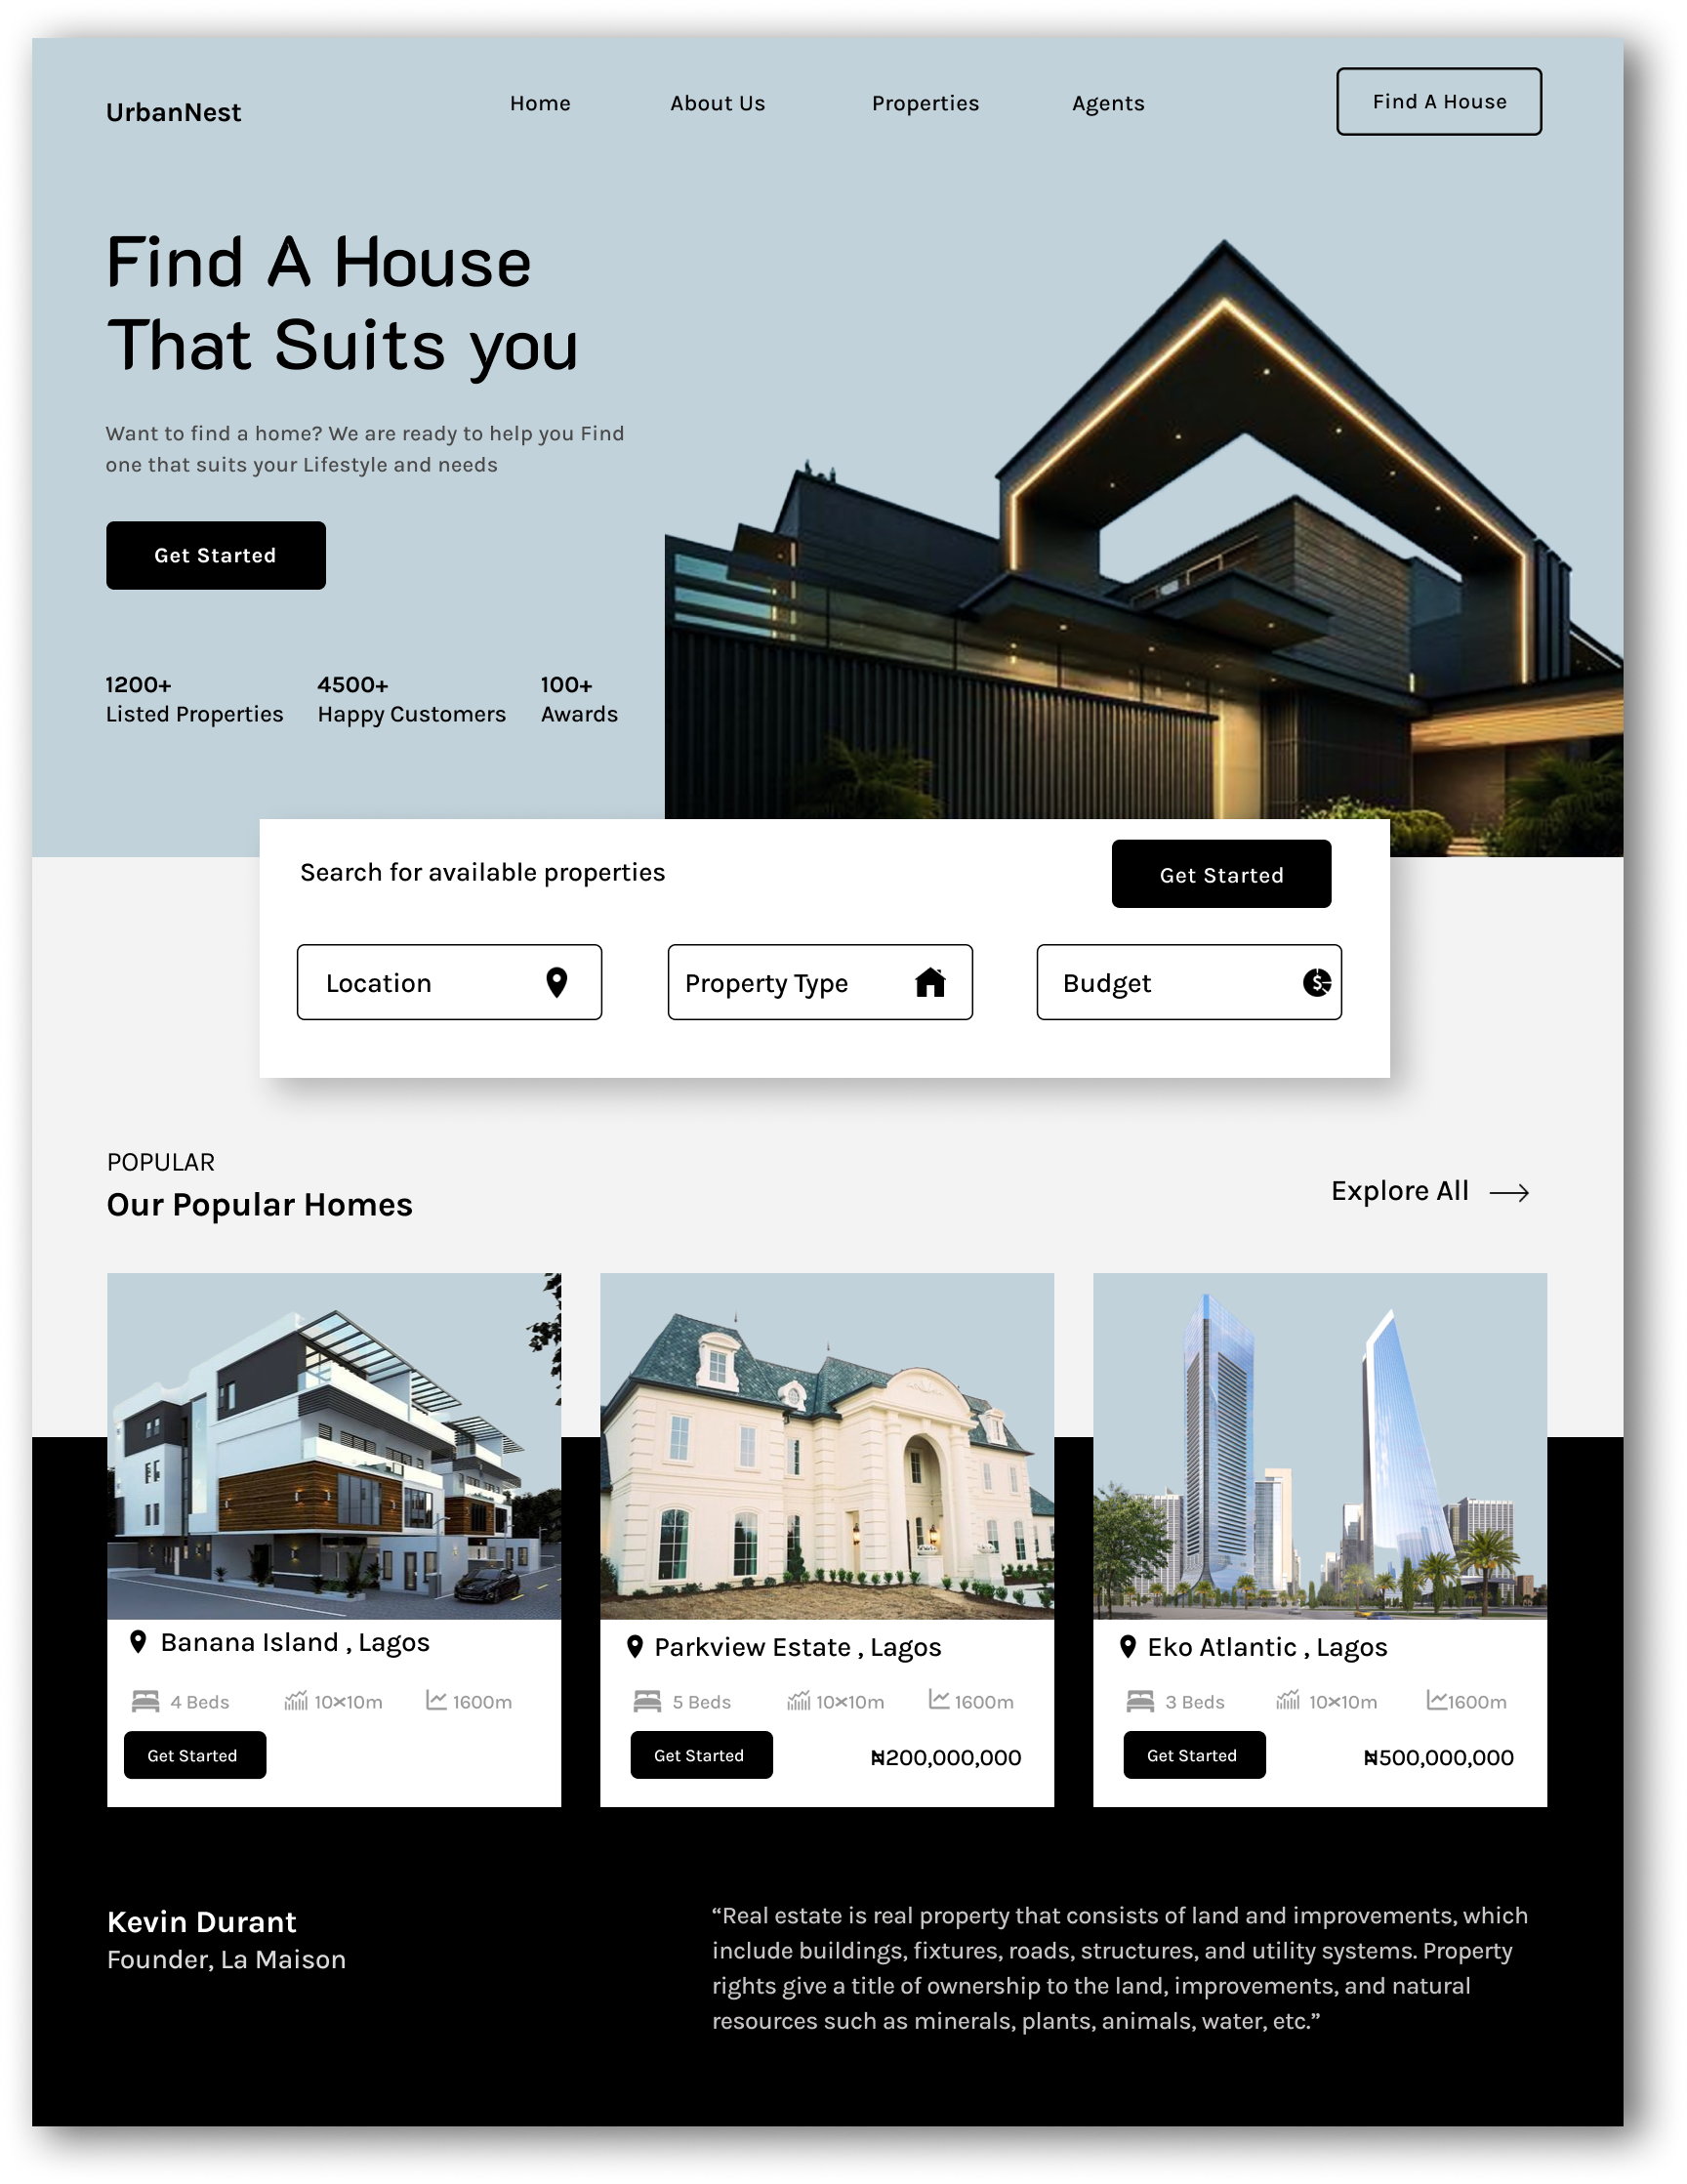 UrbanNest
Home
About Us
Properties
Agents
Find A House
Find A House
That Suits you
Want to find a home? We are ready to help you Find
one that suits your Lifestyle and needs
Get Started
1200+
Listed Properties
4500+
Happy Customers
100+
Awards
Search for available properties
Get Started
Location
Property Type
Budget
$
POPULAR
Our Popular Homes
Explore All
Banana Island , Lagos
4 Beds
10×10m
1600m
Get Started
Parkview Estate , Lagos
5 Beds
10×10m
1600m
Get Started
₦200,000,000
Eko Atlantic , Lagos
3 Beds
10×10m
1600m
Get Started
₦500,000,000
Kevin Durant
Founder, La Maison
“Real estate is real property that consists of land and improvements, which
include buildings, fixtures, roads, structures, and utility systems. Property
rights give a title of ownership to the land, improvements, and natural
resources such as minerals, plants, animals, water, etc.”